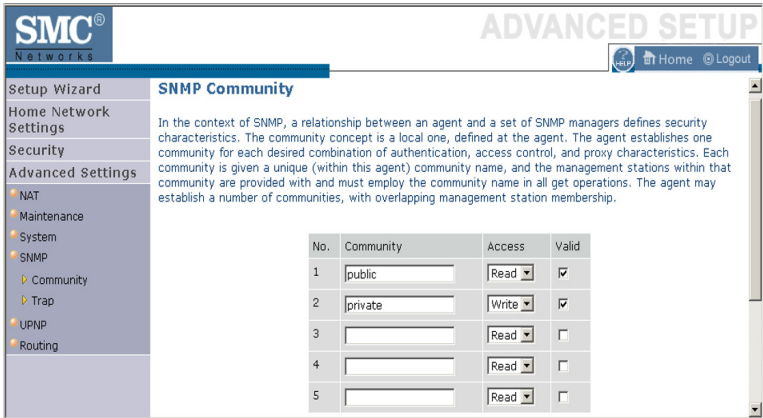 SMC®
Networks
ADVANCED SETUP
HELP Home Logout
Setup Wizard
Home Network
Settings
Security
Advanced Settings
NAT
Maintenance
System
SNMP
Community
Trap
UPNP
Routing
SNMP Community
In the context of SNMP, a relationship between an agent and a set of SNMP managers defines security
characteristics. The community concept is a local one, defined at the agent. The agent establishes one
community for each desired combination of authentication, access control, and proxy characteristics. Each
community is given a unique (within this agent) community name, and the management stations within that
community are provided with and must employ the community name in all get operations. The agent may
establish a number of communities, with overlapping management station membership.
No. Community Access Valid
1 public Read
2 private Write
3 Read
4 Read
5 Read